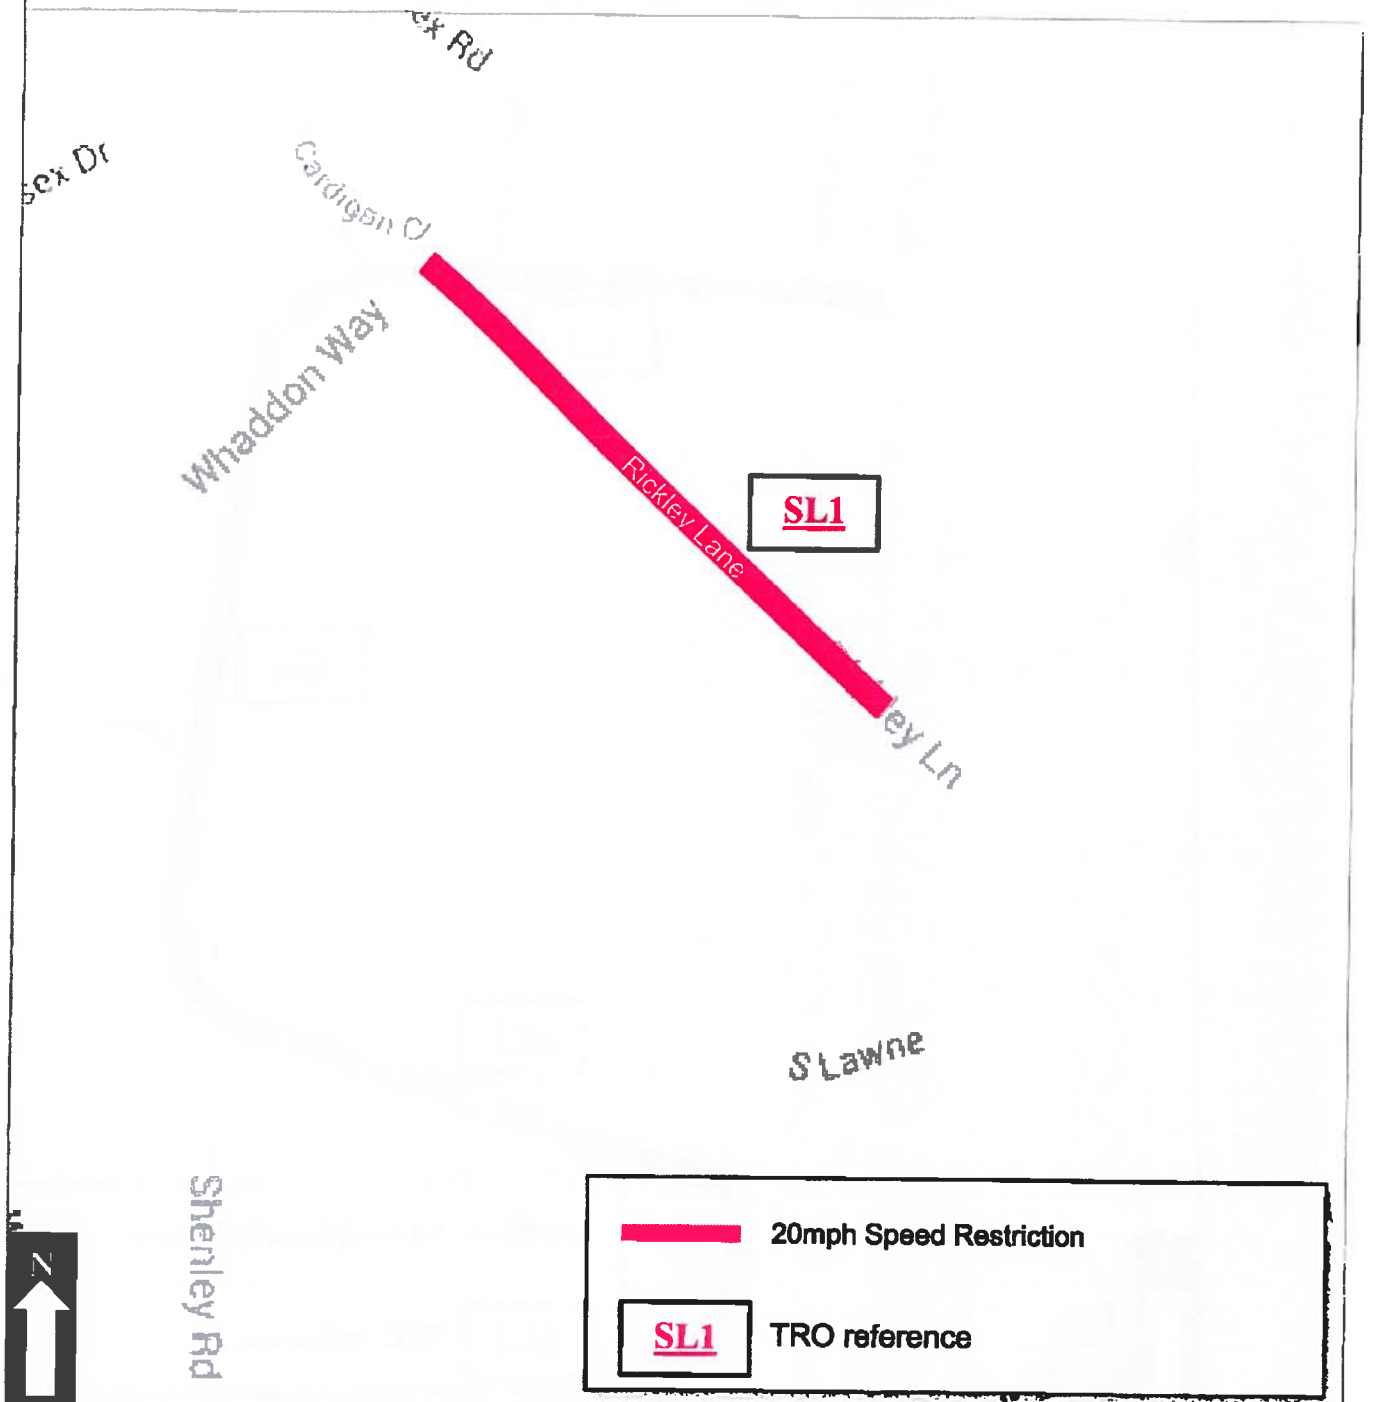 ex Rd
sex Dr
Cardigan Cl
Whaddon Way
Rickley Lane
SL1
ley Ln
S Lawne
Shenley Rd
N
20mph Speed Restriction
SL1
TRO reference